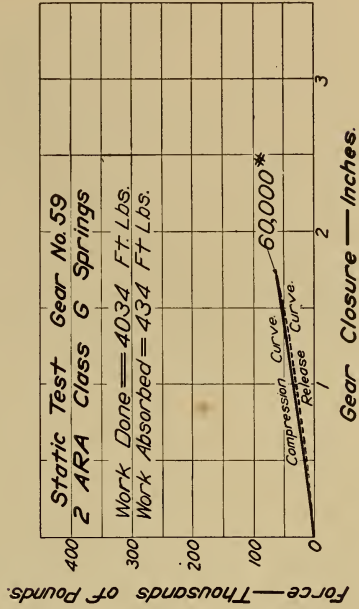 Static Test Gear No. 59
2 ARA Class G Springs
Work Done = 4034 Ft. Lbs.
Work Absorbed = 434 Ft Lbs.
400
300
200
100
0
60,000#
Compression Curve.
Release Curve.
1
2
3
Force — Thousands of Pounds.
Gear Closure — Inches.